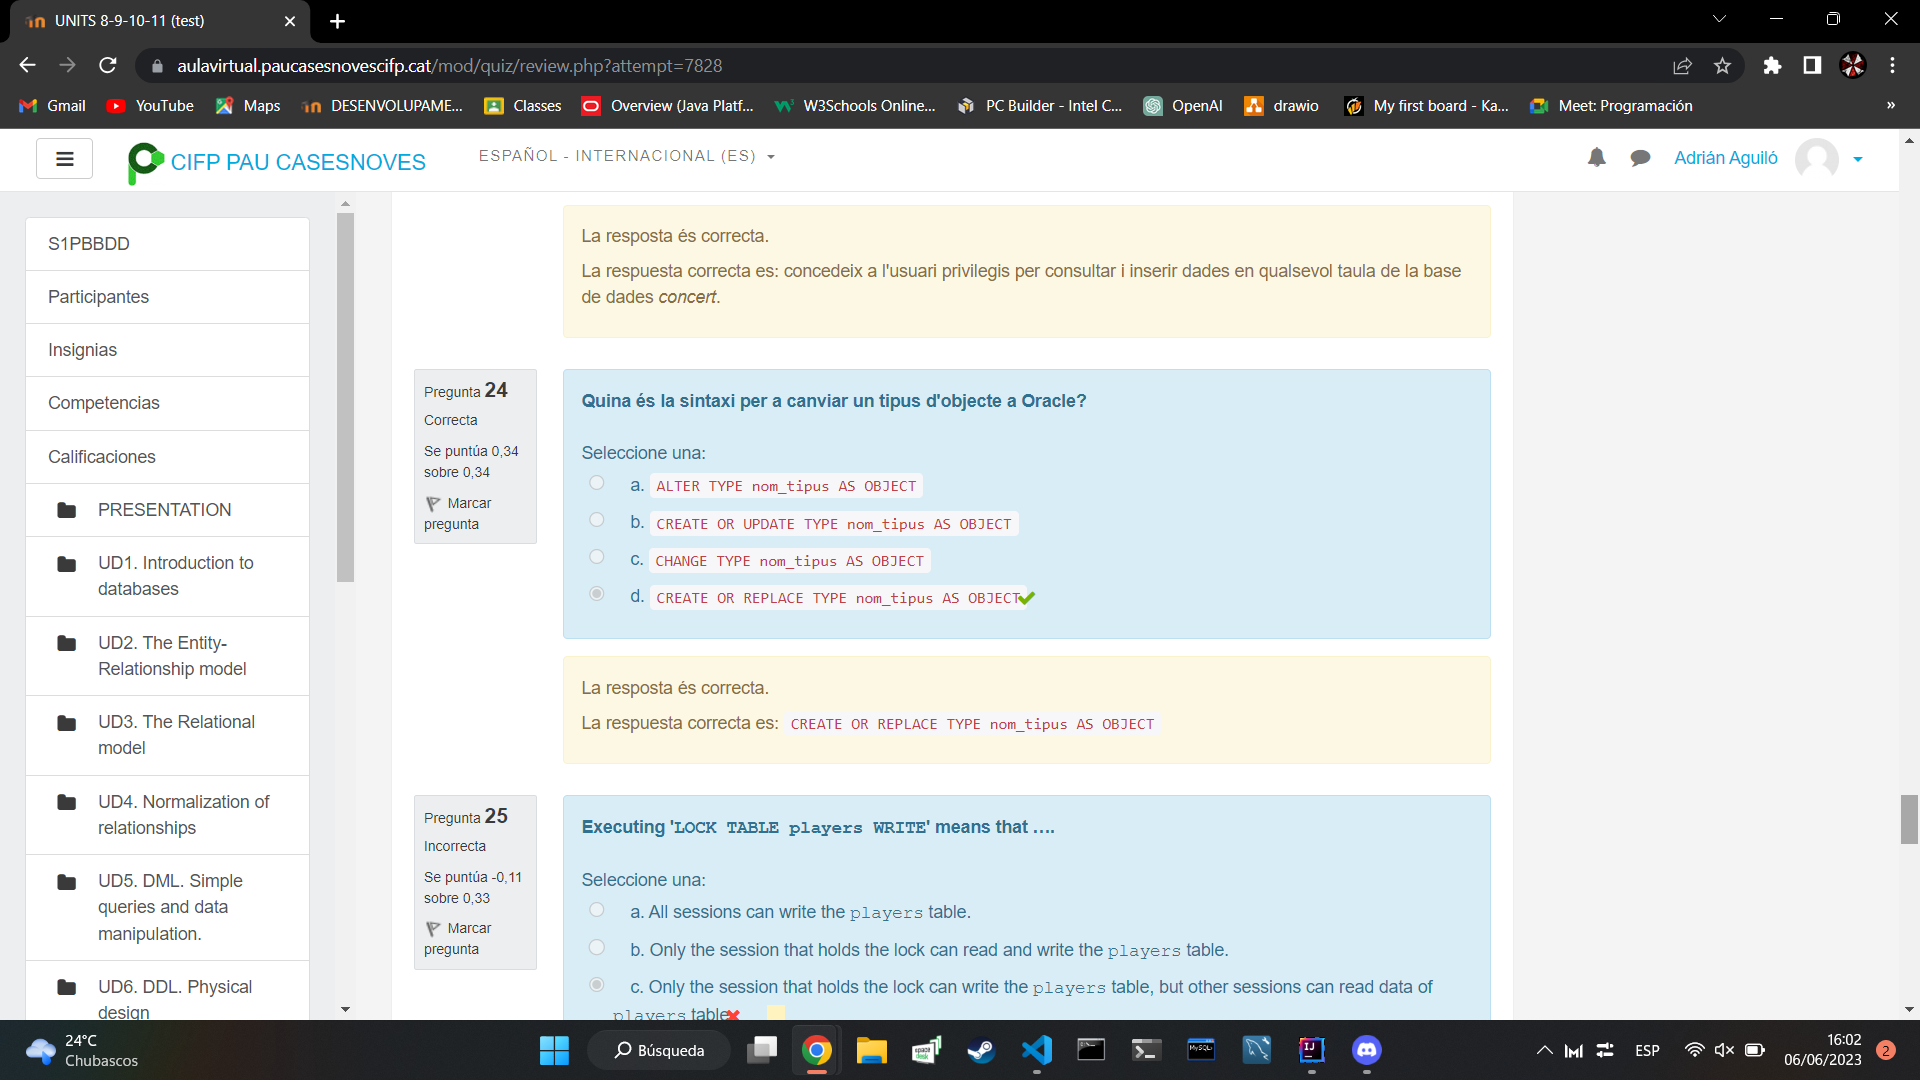 UNITS 8-9-10-11 (test)
aulavirtual.paucasesnovescifp.cat/mod/quiz/review.php?attempt=7828
Gmail
YouTube
Maps
DESENVOLUPAME...
Classes
Overview (Java Platf...
W3Schools Online...
PC Builder - Intel C...
OpenAI
drawio
My first board - Ka...
Meet: Programación
»
CIFP PAU CASESNOVES
ESPAÑOL - INTERNACIONAL (ES)
Adrián Aguiló
S1PBBDD
Participantes
Insignias
Competencias
Calificaciones
PRESENTATION
UD1. Introduction to
databases
UD2. The Entity-
Relationship model
UD3. The Relational
model
UD4. Normalization of
relationships
UD5. DML. Simple
queries and data
manipulation.
UD6. DDL. Physical
design
La resposta és correcta.
La respuesta correcta es: concedeix a l'usuari privilegis per consultar i inserir dades en qualsevol taula de la base
de dades concert.
Pregunta 24
Correcta
Se puntúa 0,34
sobre 0,34
Marcar
pregunta
Quina és la sintaxi per a canviar un tipus d'objecte a Oracle?
Seleccione una:
a. ALTER TYPE nom_tipus AS OBJECT
b. CREATE OR UPDATE TYPE nom_tipus AS OBJECT
c. CHANGE TYPE nom_tipus AS OBJECT
d. CREATE OR REPLACE TYPE nom_tipus AS OBJECT
La resposta és correcta.
La respuesta correcta es: CREATE OR REPLACE TYPE nom_tipus AS OBJECT
Pregunta 25
Incorrecta
Se puntúa -0,11
sobre 0,33
Marcar
pregunta
Executing 'LOCK TABLE players WRITE' means that ....
Seleccione una:
a. All sessions can write the players table.
b. Only the session that holds the lock can read and write the players table.
c. Only the session that holds the lock can write the players table, but other sessions can read data of
players table
24°C
Chubascos
Búsqueda
ESP
16:02
06/06/2023
2